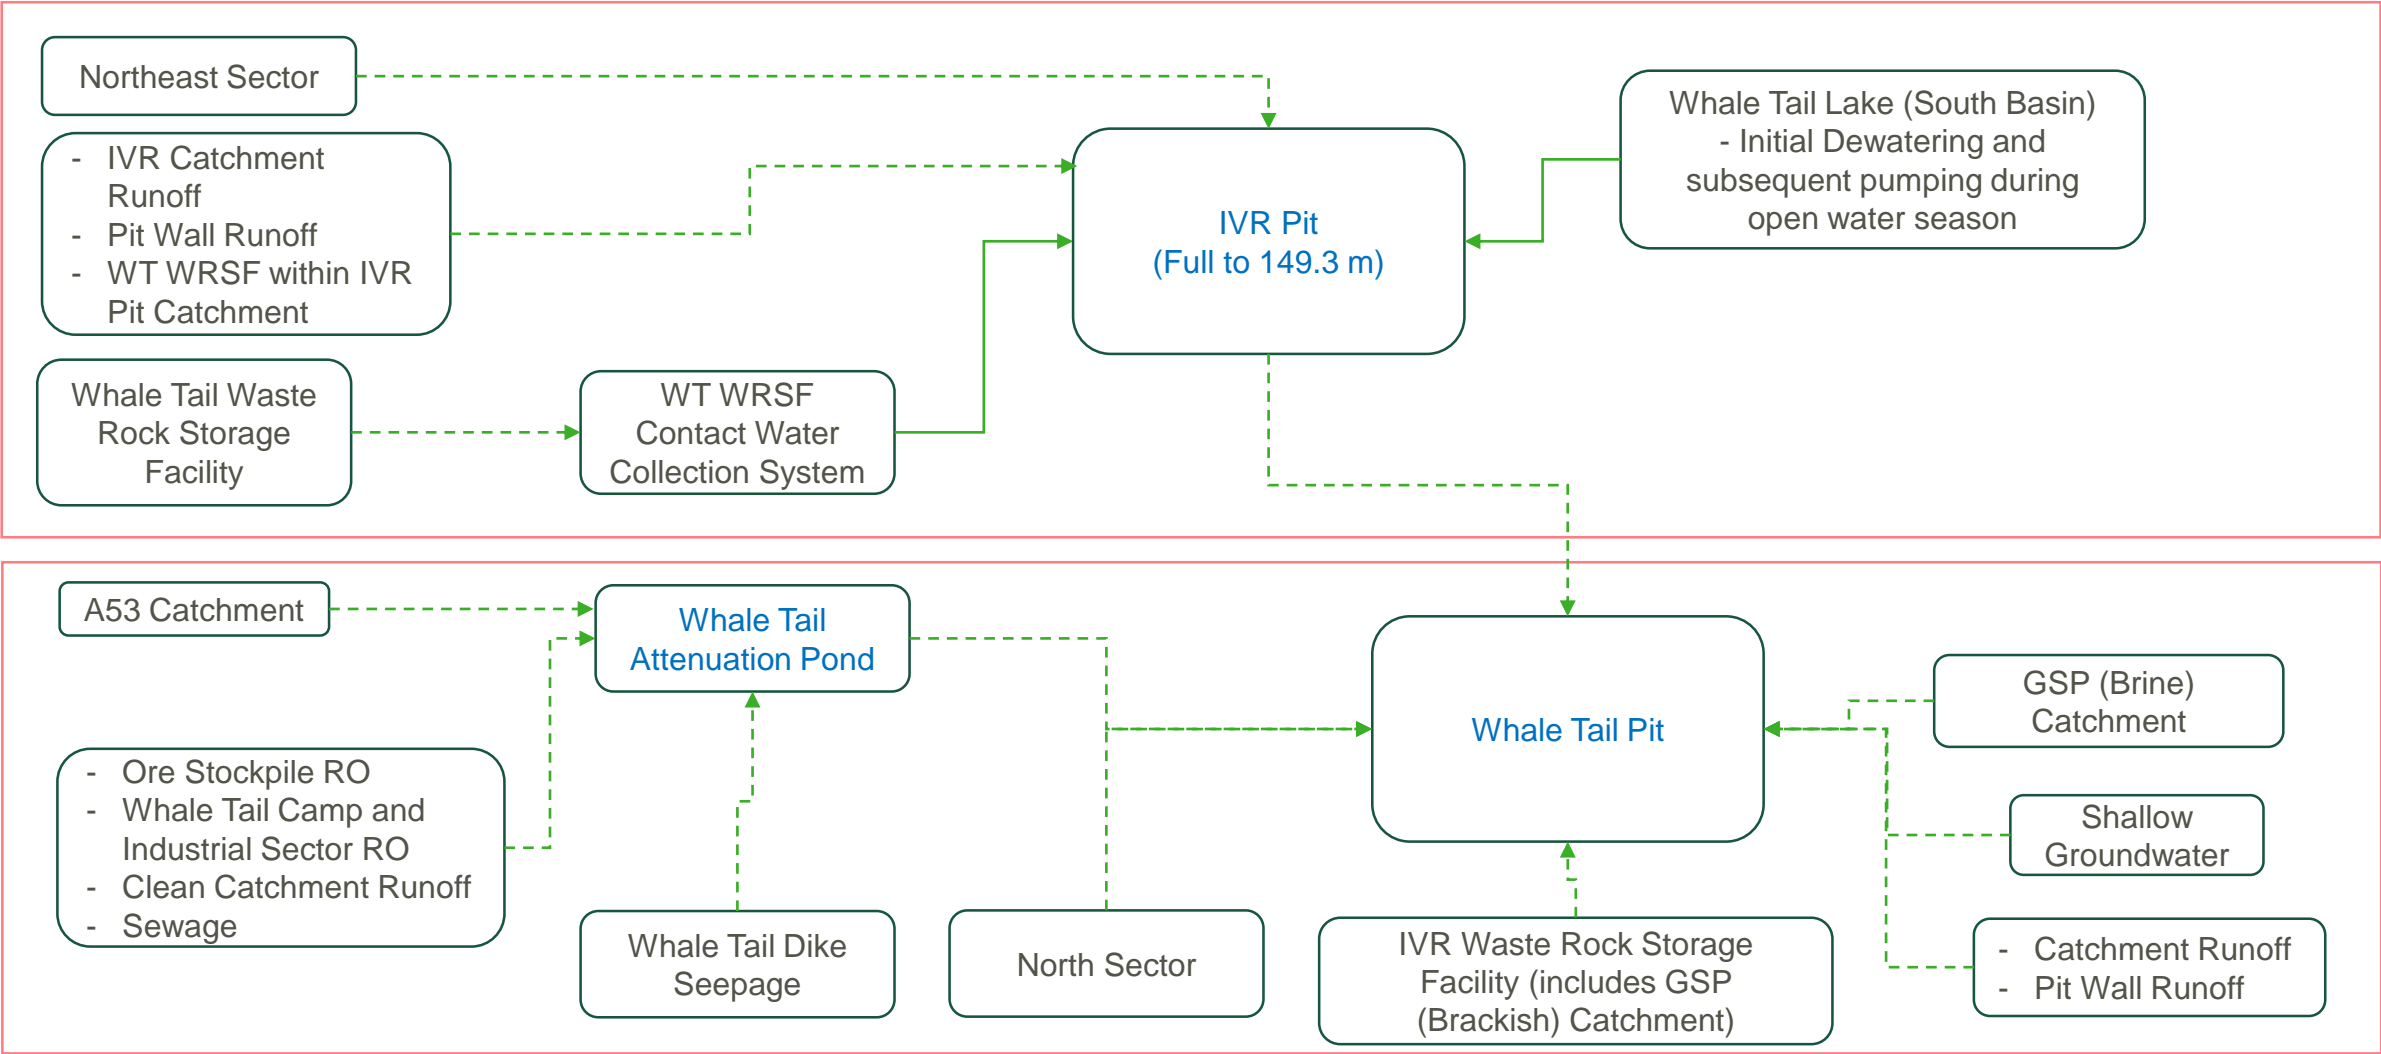 Northeast Sector
- IVR Catchment
Runoff
- Pit Wall Runoff
- WT WRSF within IVR
Pit Catchment
Whale Tail Waste
Rock Storage
Facility
WT WRSF
Contact Water
Collection System
IVR Pit
(Full to 149.3 m)
Whale Tail Lake (South Basin)
- Initial Dewatering and
subsequent pumping during
open water season
A53 Catchment
- Ore Stockpile RO
- Whale Tail Camp and
Industrial Sector RO
- Clean Catchment Runoff
- Sewage
Whale Tail
Attenuation Pond
Whale Tail Dike
Seepage
North Sector
Whale Tail Pit
IVR Waste Rock Storage
Facility (includes GSP
(Brackish) Catchment)
GSP (Brine)
Catchment
Shallow
Groundwater
- Catchment Runoff
- Pit Wall Runoff